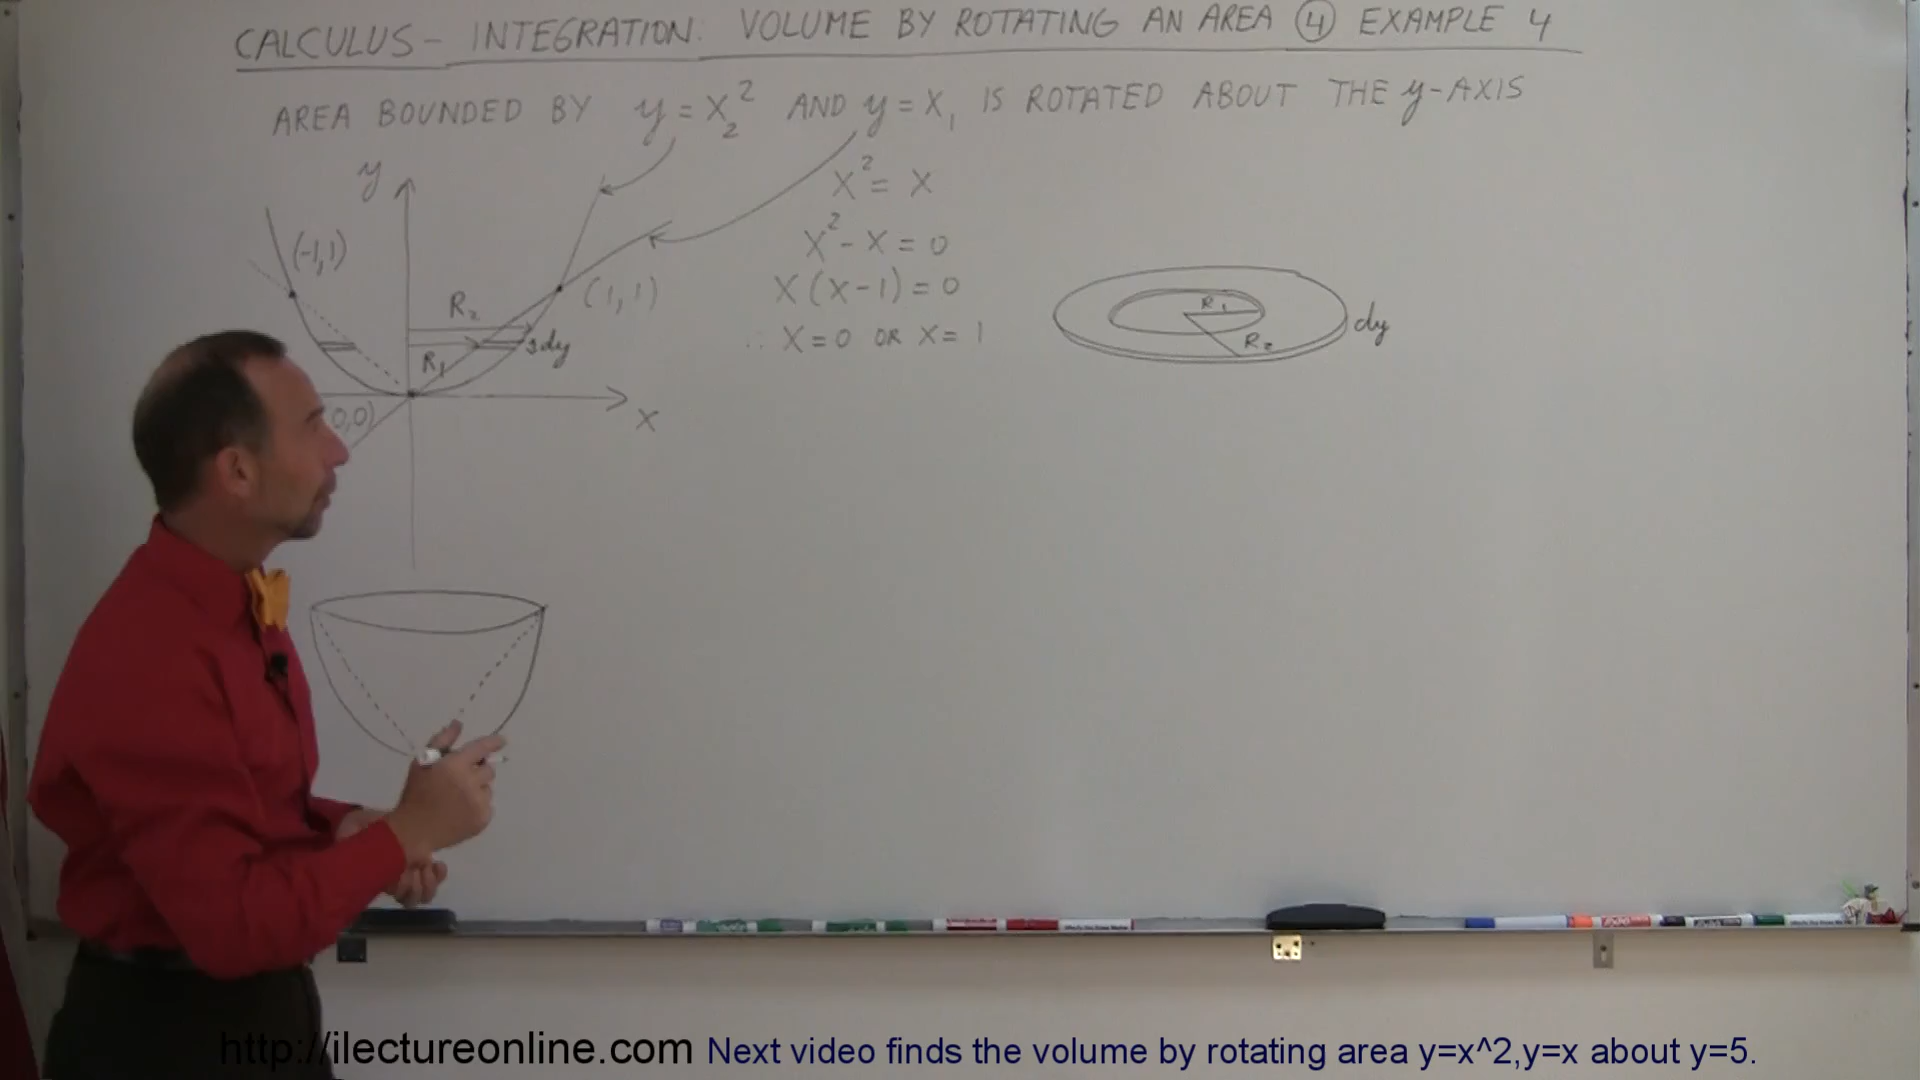 CALCULUS - INTEGRATION: VOLUME BY ROTATING AN AREA ④ EXAMPLE 4
AREA BOUNDED BY y = x₂² AND y = x₁ IS ROTATED ABOUT THE y-AXIS
y
x² = x
(-1,1)
x² - x = 0
(1,1)
x(x-1) = 0
R₂
R₁
dy
∴ x = 0 OR x = 1
R₂
R₁
dy
0,0)
x
http://ilectureonline.com Next video finds the volume by rotating area y=x^2,y=x about y=5.